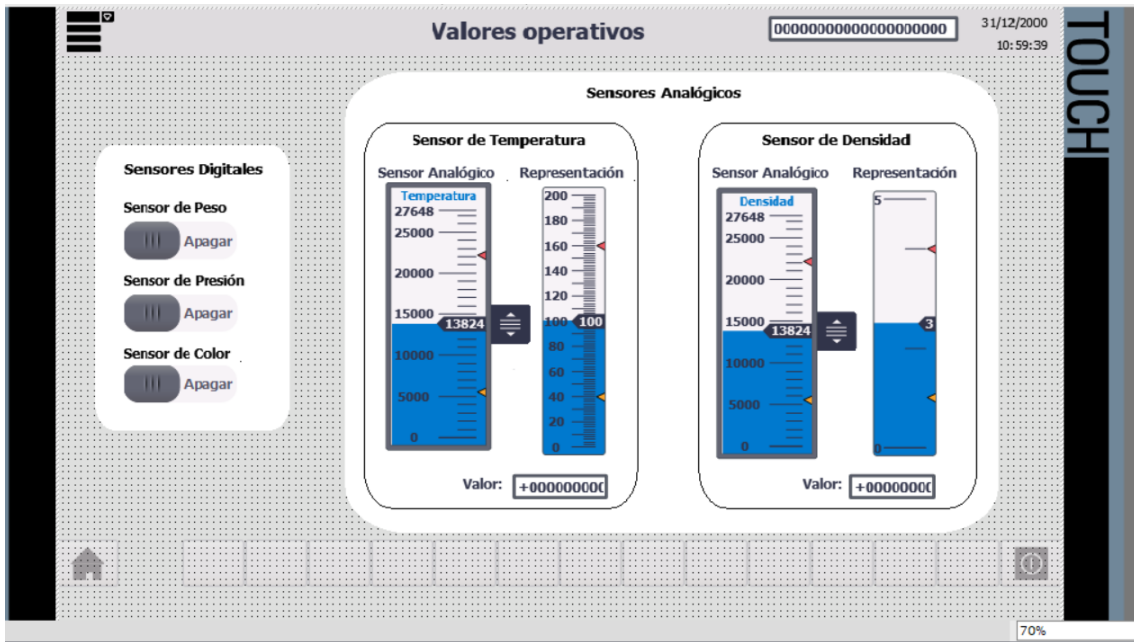 Valores operativos
00000000000000000000
31/12/2000
10:59:39
TOUCH
Sensores Analógicos
Sensores Digitales
Sensor de Peso
Apagar
Sensor de Presión
Apagar
Sensor de Color
Apagar
Sensor de Temperatura
Sensor Analógico
Representación
Temperatura
27648
25000
20000
15000
13824
10000
5000
0
200
180
160
140
120
100
100
80
60
40
20
0
Valor:
+000000000
Sensor de Densidad
Sensor Analógico
Representación
Densidad
27648
25000
20000
15000
13824
10000
5000
0
5
3
0
Valor:
+00000000
70%